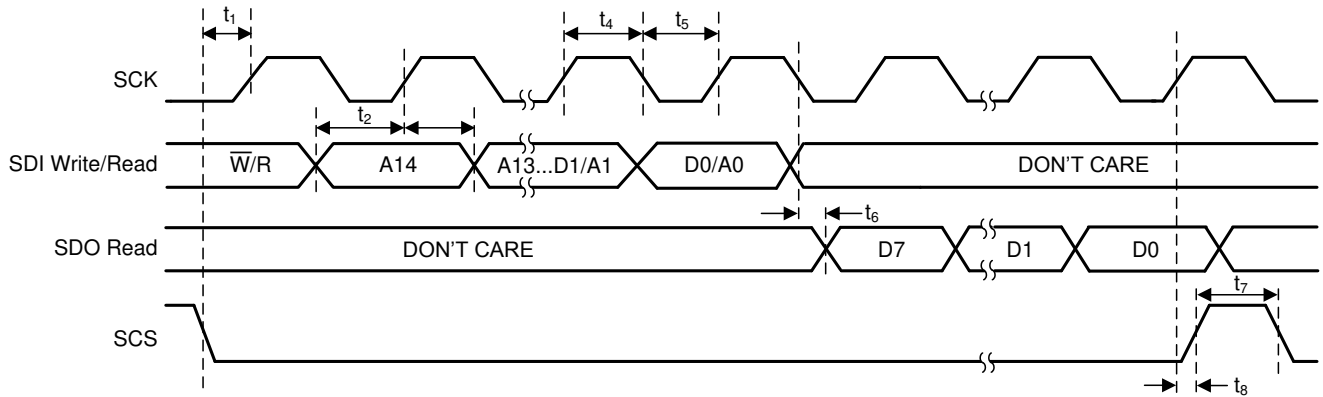 t1 t4 t5
SCK
t2
SDI Write/Read W̅/R A14 A13...D1/A1 D0/A0 DON'T CARE
t6
SDO Read DON'T CARE D7 D1 D0
t7
SCS
t8